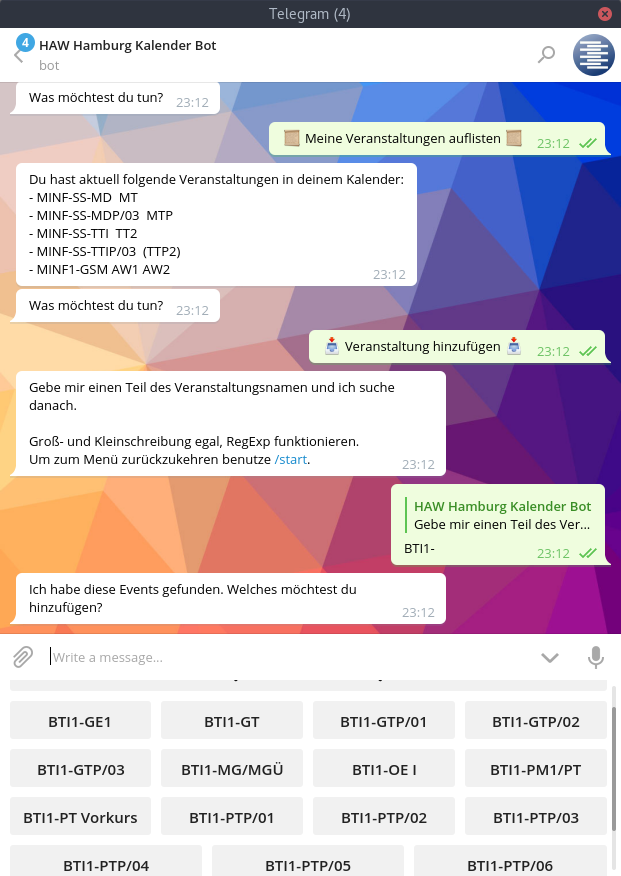 Telegram (4)
4
HAW Hamburg Kalender Bot
bot
Was möchtest du tun? 23:12
Meine Veranstaltungen auflisten 23:12
Du hast aktuell folgende Veranstaltungen in deinem Kalender:
- MINF-SS-MD  MT
- MINF-SS-MDP/03  MTP
- MINF-SS-TTI  TT2
- MINF-SS-TTIP/03  (TTP2)
- MINF1-GSM AW1 AW2
23:12
Was möchtest du tun? 23:12
Veranstaltung hinzufügen 23:12
Gebe mir einen Teil des Veranstaltungsnamen und ich suche
danach.
Groß- und Kleinschreibung egal, RegExp funktionieren.
Um zum Menü zurückzukehren benutze /start.
23:12
HAW Hamburg Kalender Bot
Gebe mir einen Teil des Ver...
BTI1- 23:12
Ich habe diese Events gefunden. Welches möchtest du
hinzufügen? 23:12
Write a message...
BTI1-GE1 BTI1-GT BTI1-GTP/01 BTI1-GTP/02
BTI1-GTP/03 BTI1-MG/MGÜ BTI1-OE I BTI1-PM1/PT
BTI1-PT Vorkurs BTI1-PTP/01 BTI1-PTP/02 BTI1-PTP/03
BTI1-PTP/04 BTI1-PTP/05 BTI1-PTP/06